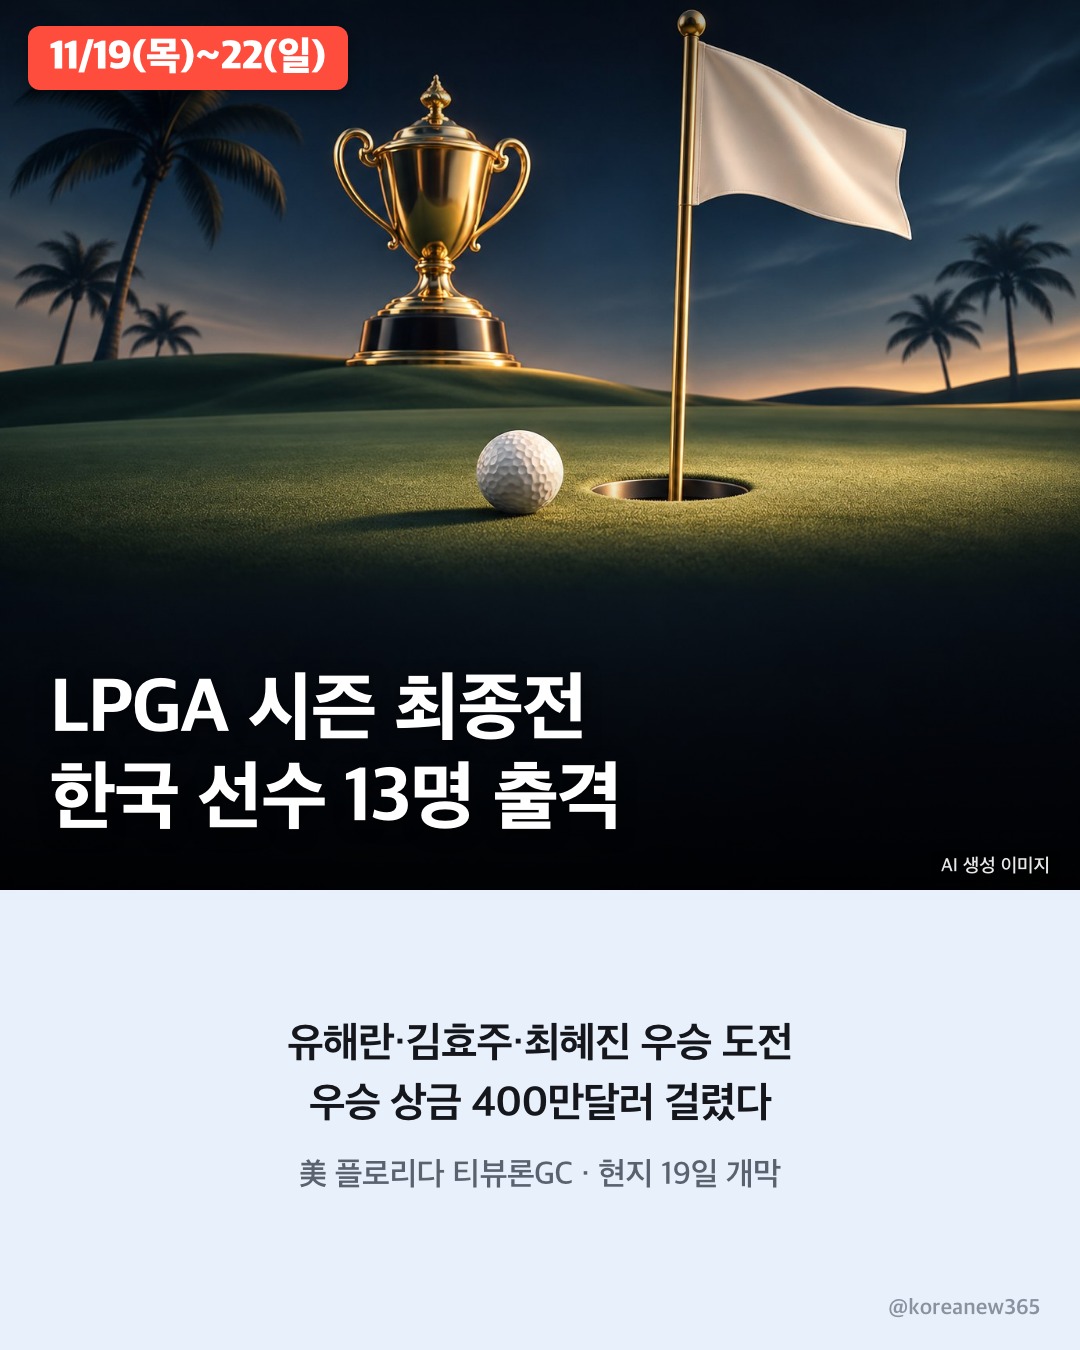 11/19(목)~22(일)
LPGA 시즌 최종전
한국 선수 13명 출격
AI 생성 이미지
유해란·김효주·최혜진 우승 도전
우승 상금 400만달러 걸렸다
美 플로리다 티뷰론GC · 현지 19일 개막
@koreanew365